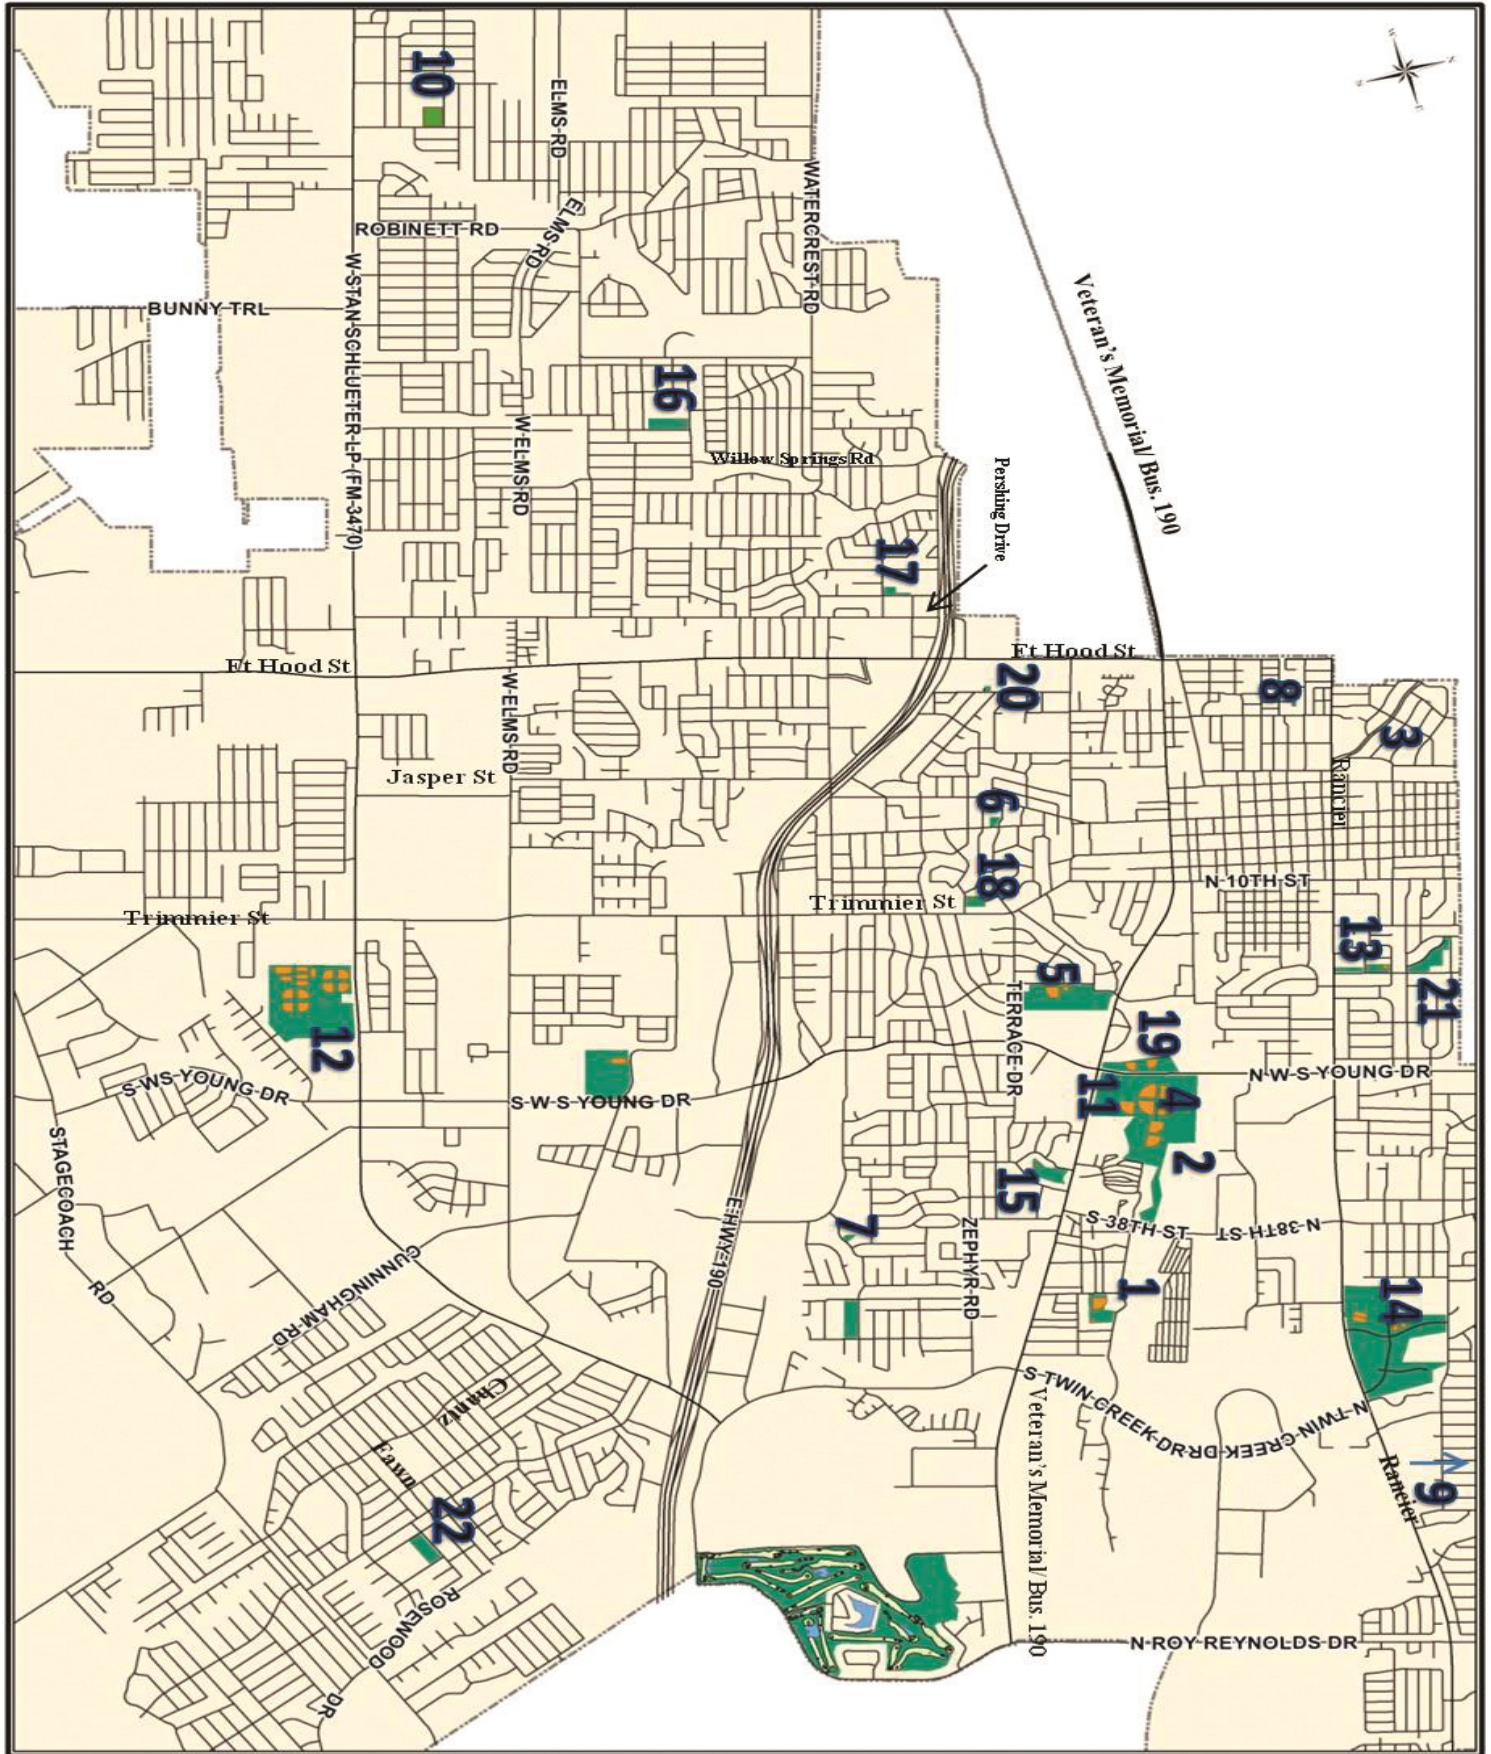 W
N
S
E
10
ELMS-RD
WATERCREST-RD
ROBINETT-RD
ELMS-RD
W-STAN-SCHLUETER-L-P-(FM-3470)
BUNNY TRL
Veteran's Memorial/ Bus. 190
16
W-ELMS-RD
Willow Springs Rd
Pershing Drive
17
Ft Hood St
Ft Hood St
20
8
3
W-ELMS-RD
Jasper St
Rancier
6
18
N-10TH-ST
Trimmier St
Trimmier St
13
5
21
TERRACE-DR
12
19
S-WS-YOUNG-DR
S-W-S-YOUNG-DR
N-W-S-YOUNG-DR
11
4
2
STAGECOACH
RD
15
7
S-38TH-ST
N-38TH-ST
E-HWY-190
ZEPHYR-RD
CUNNINGHAM-RD
1
14
S-TWIN-CREEK-DR
N-TWIN-CREEK-DR
Chantz
Fawn
Veteran's Memorial/ Bus. 190
Rancier
9
22
ROSEWOOD
DR
N-ROY-REYNOLDS-DR